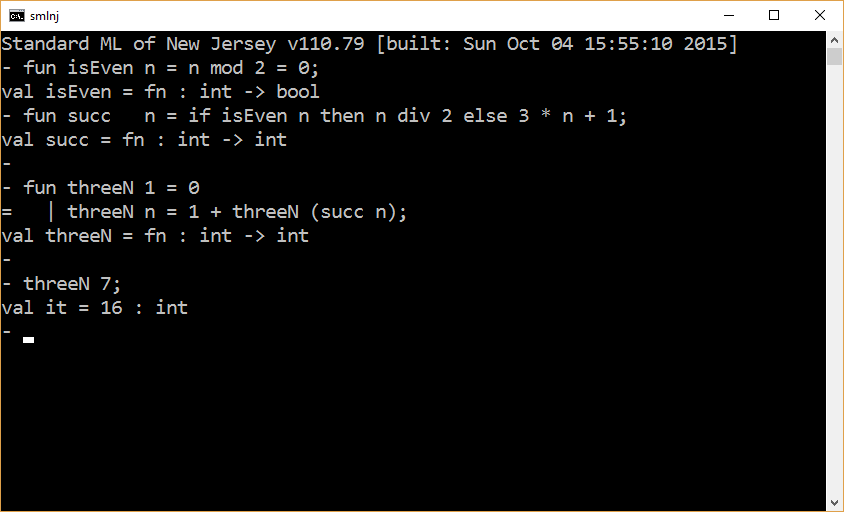 smlnj
Standard ML of New Jersey v110.79 [built: Sun Oct 04 15:55:10 2015]
- fun isEven n = n mod 2 = 0;
val isEven = fn : int -> bool
- fun succ   n = if isEven n then n div 2 else 3 * n + 1;
val succ = fn : int -> int
-
- fun threeN 1 = 0
=   | threeN n = 1 + threeN (succ n);
val threeN = fn : int -> int
-
- threeN 7;
val it = 16 : int
-